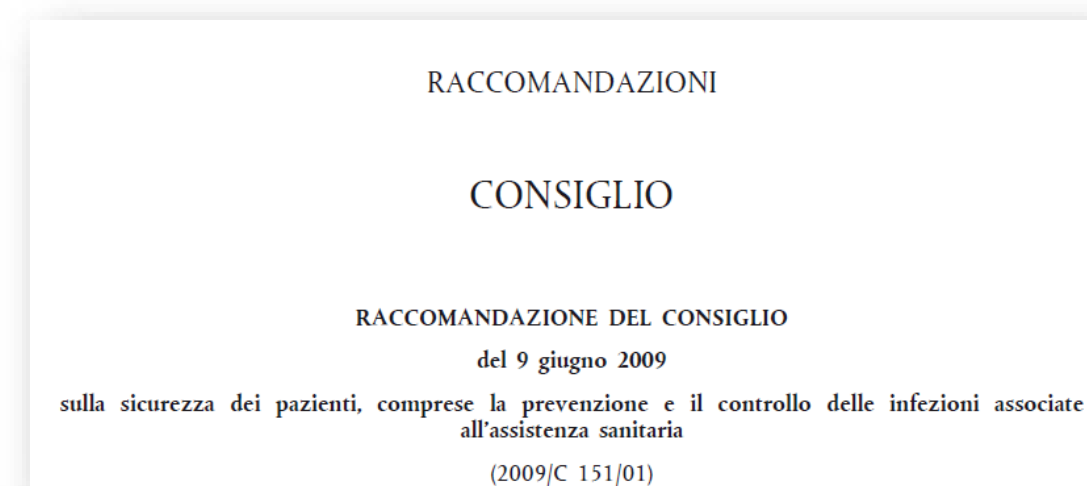 RACCOMANDAZIONI
CONSIGLIO
RACCOMANDAZIONE DEL CONSIGLIO
del 9 giugno 2009
sulla sicurezza dei pazienti, comprese la prevenzione e il controllo delle infezioni associate
all'assistenza sanitaria
(2009/C 151/01)